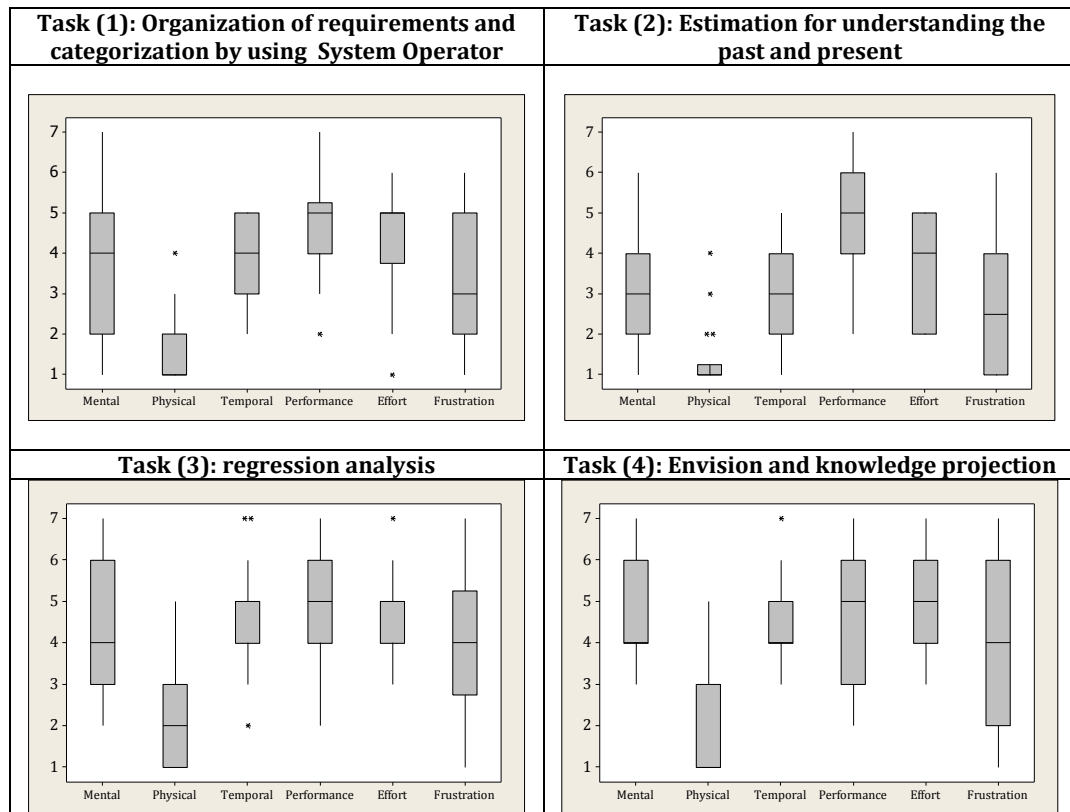 Task (1): Organization of requirements and
categorization by using System Operator
Task (2): Estimation for understanding the
past and present
7
6
5
4
3
2
1
Mental Physical Temporal Performance Effort Frustration
7
6
5
4
3
2
1
Mental Physical Temporal Performance Effort Frustration
Task (3): regression analysis
Task (4): Envision and knowledge projection
7
6
5
4
3
2
1
Mental Physical Temporal Performance Effort Frustration
7
6
5
4
3
2
1
Mental Physical Temporal Performance Effort Frustration